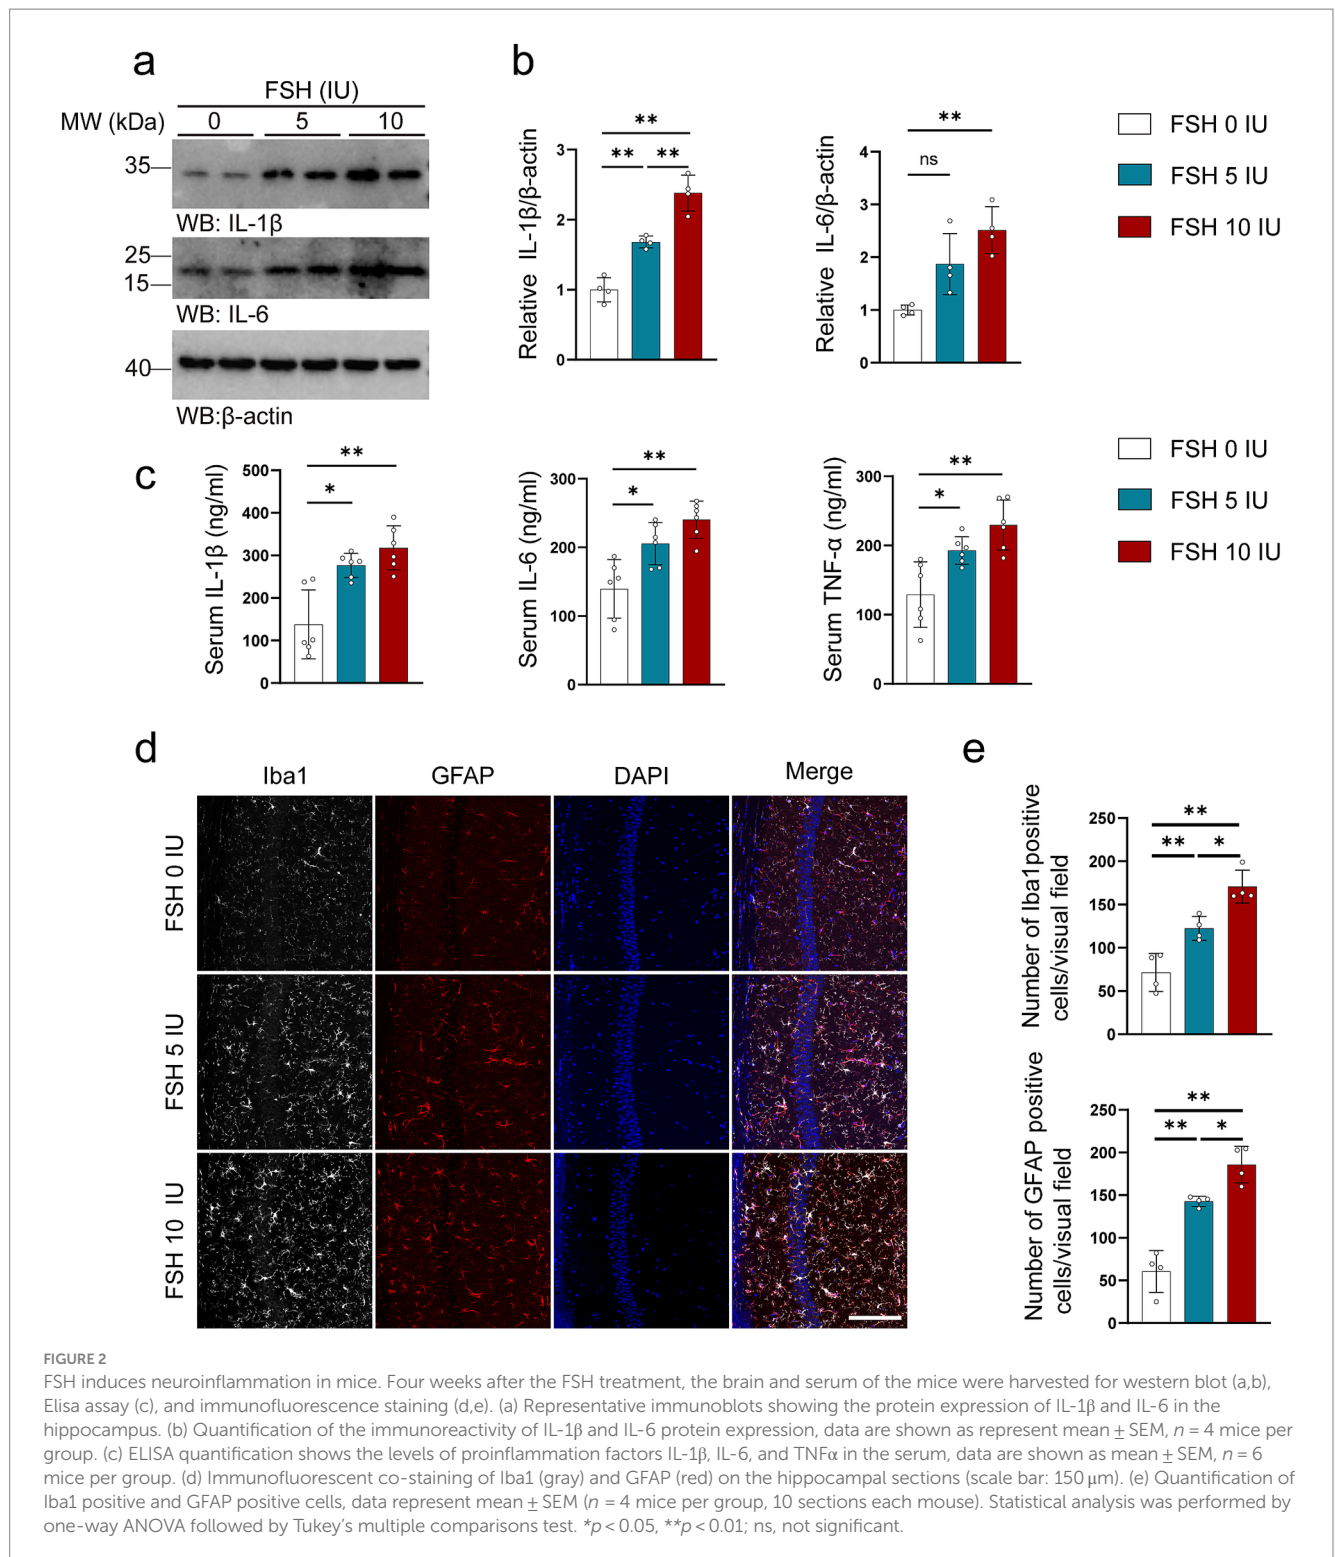 a
FSH (IU)
MW (kDa) 0 5 10
35
WB: IL-1β
25
15
WB: IL-6
40
WB:β-actin
b
Relative IL-1β/β-actin
3
2
1
0
**
**
**
Relative IL-6/β-actin
4
3
2
1
0
**
ns
FSH 0 IU
FSH 5 IU
FSH 10 IU
c
Serum IL-1β (ng/ml)
500
400
300
200
100
0
**
*
Serum IL-6 (ng/ml)
300
200
100
0
**
*
Serum TNF-α (ng/ml)
300
200
100
0
**
*
FSH 0 IU
FSH 5 IU
FSH 10 IU
d
Iba1 GFAP DAPI Merge
FSH 0 IU
FSH 5 IU
FSH 10 IU
e
Number of Iba1positive
cells/visual field
250
200
150
100
50
0
**
**
*
Number of GFAP positive
cells/visual field
250
200
150
100
50
0
**
**
*
FIGURE 2
FSH induces neuroinflammation in mice. Four weeks after the FSH treatment, the brain and serum of the mice were harvested for western blot (a,b),
Elisa assay (c), and immunofluorescence staining (d,e). (a) Representative immunoblots showing the protein expression of IL-1β and IL-6 in the
hippocampus. (b) Quantification of the immunoreactivity of IL-1β and IL-6 protein expression, data are shown as represent mean ± SEM, n = 4 mice per
group. (c) ELISA quantification shows the levels of proinflammation factors IL-1β, IL-6, and TNFα in the serum, data are shown as mean ± SEM, n = 6
mice per group. (d) Immunofluorescent co-staining of Iba1 (gray) and GFAP (red) on the hippocampal sections (scale bar: 150 μm). (e) Quantification of
Iba1 positive and GFAP positive cells, data represent mean ± SEM (n = 4 mice per group, 10 sections each mouse). Statistical analysis was performed by
one-way ANOVA followed by Tukey's multiple comparisons test. *p < 0.05, **p < 0.01; ns, not significant.